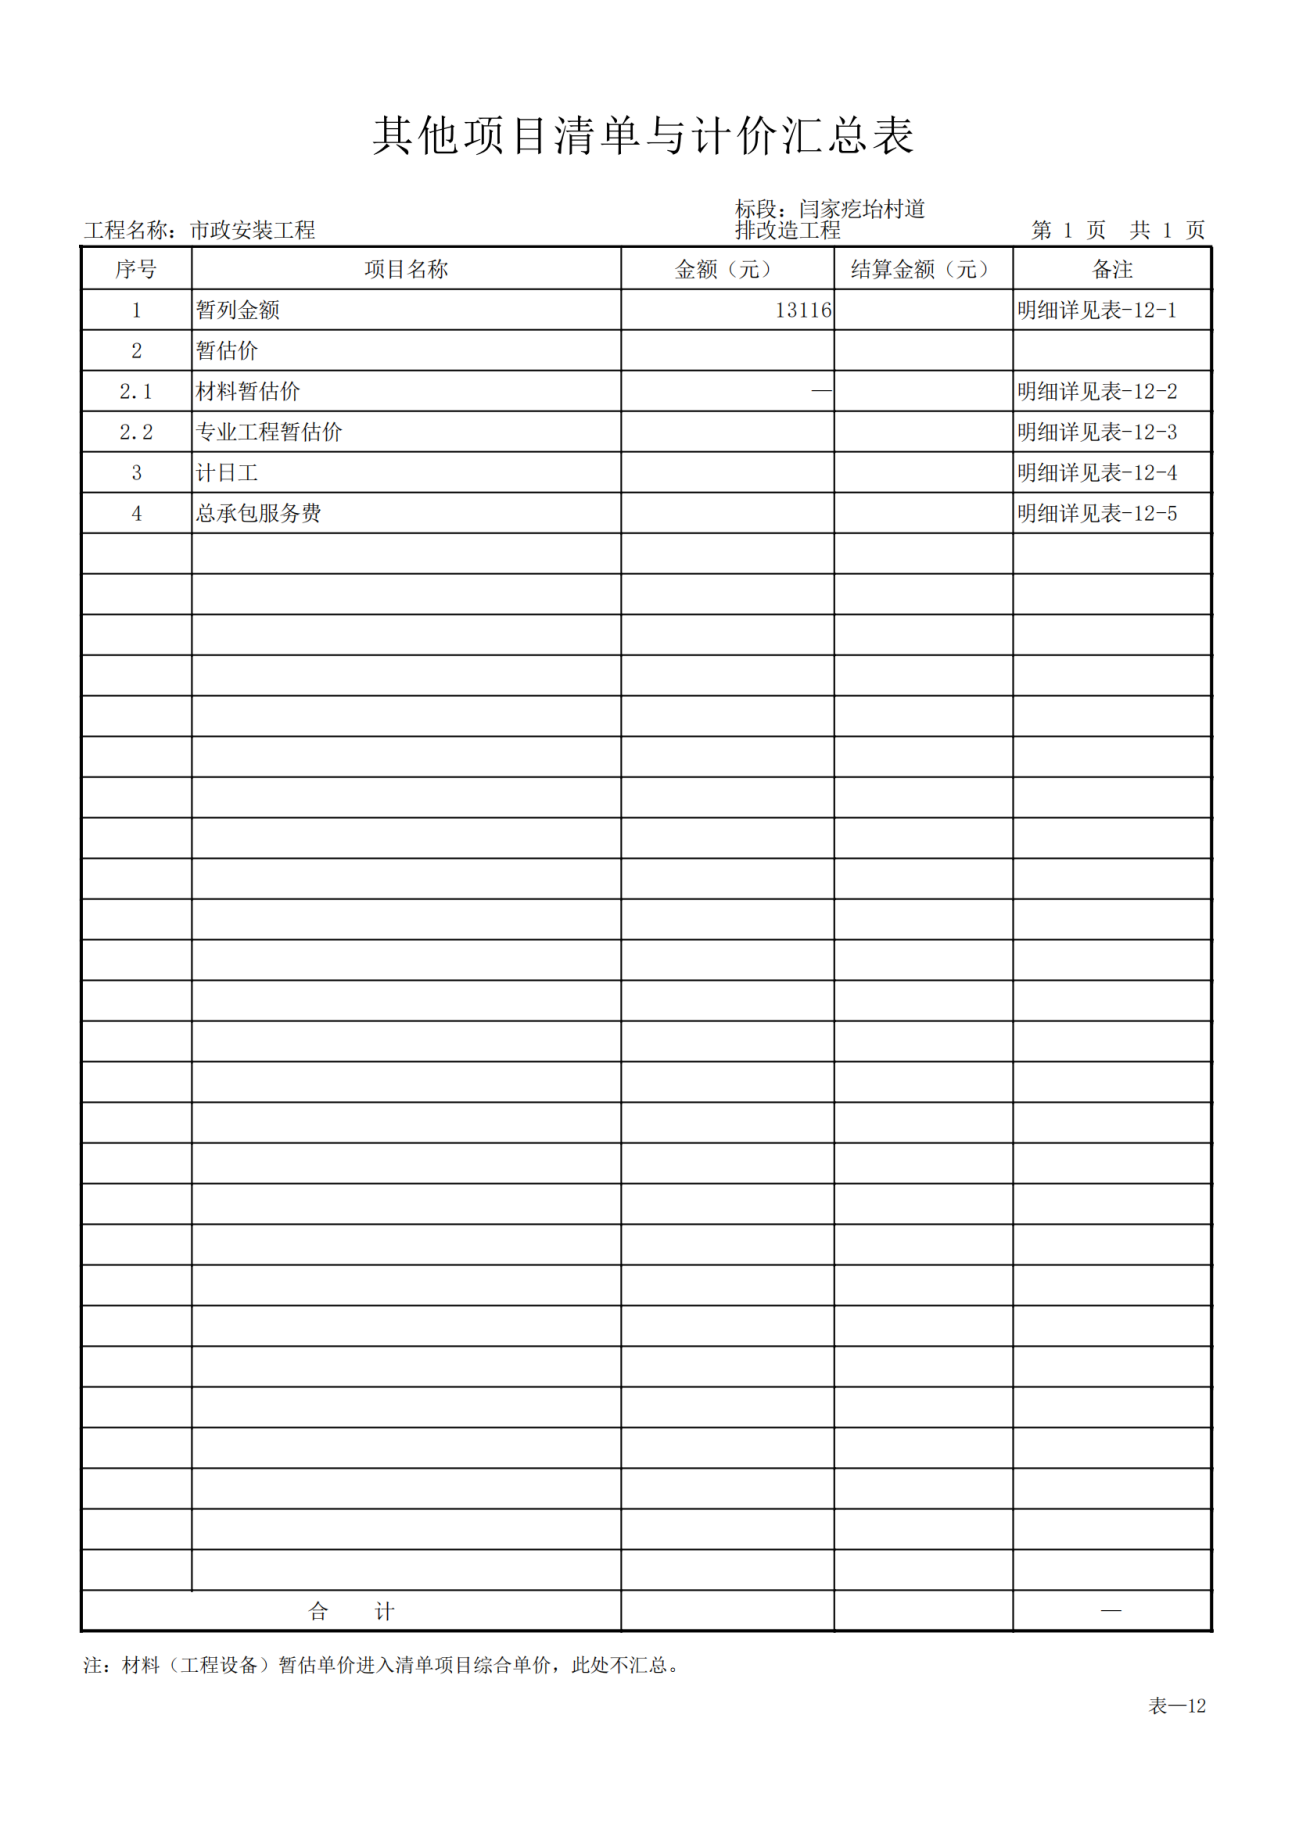 其他项目清单与计价汇总表
工程名称：市政安装工程 标段：闫家疙坮村道排改造工程 第 1 页 共 1 页
序号 项目名称 金额（元） 结算金额（元） 备注
1 暂列金额 13116 明细详见表-12-1
2 暂估价
2.1 材料暂估价 — 明细详见表-12-2
2.2 专业工程暂估价 明细详见表-12-3
3 计日工 明细详见表-12-4
4 总承包服务费 明细详见表-12-5
合 计 —
注：材料（工程设备）暂估单价进入清单项目综合单价，此处不汇总。
表—12